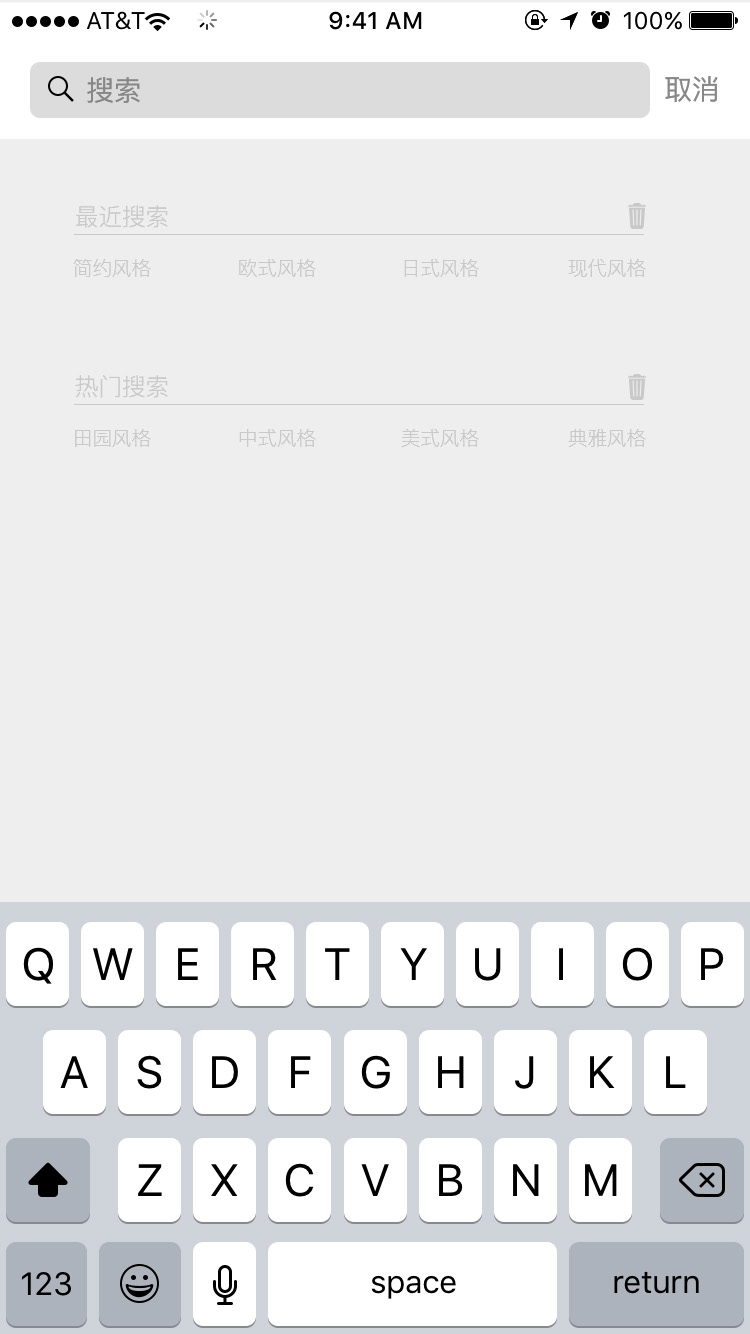 AT&T 9:41 AM 100%
搜索 取消
最近搜索
简约风格 欧式风格 日式风格 现代风格
热门搜索
田园风格 中式风格 美式风格 典雅风格
Q W E R T Y U I O P
A S D F G H J K L
Z X C V B N M
123 space return